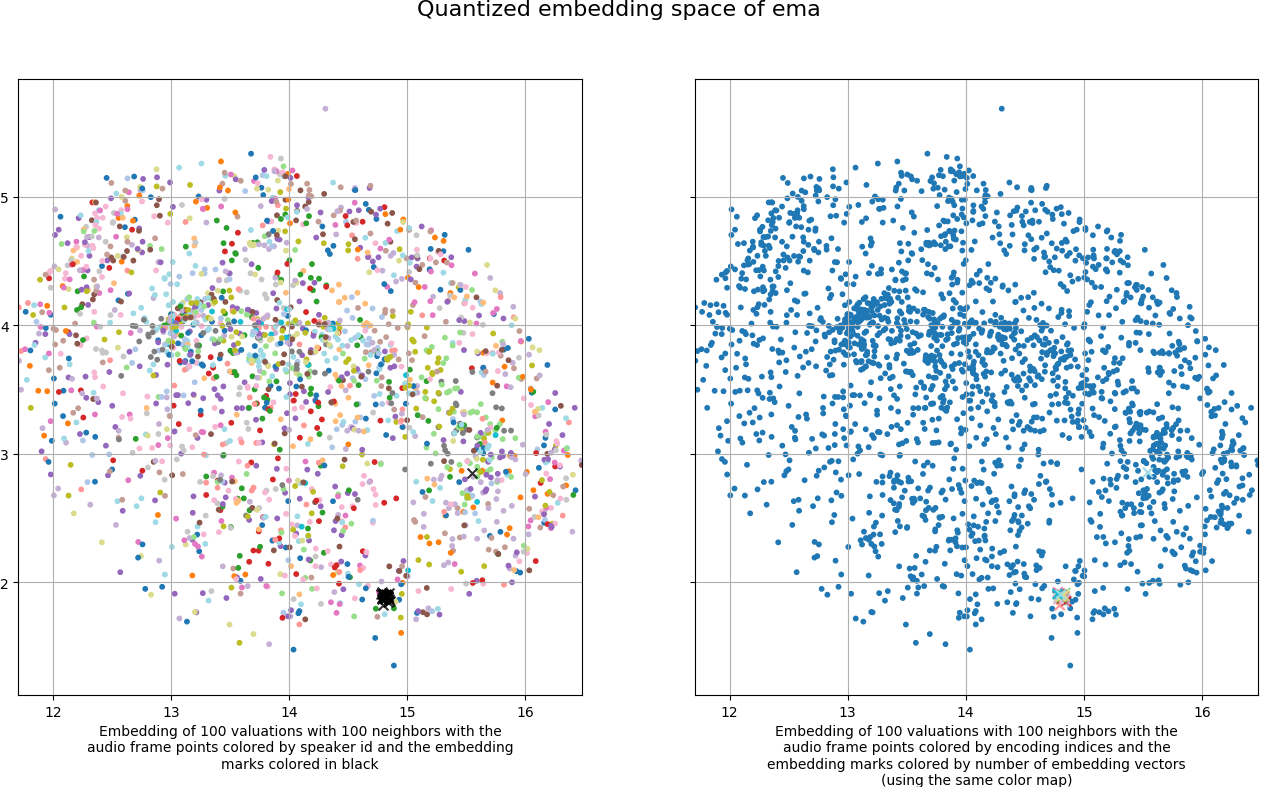 Quantized embedding space of ema
5
4
3
2
12 13 14 15 16
12 13 14 15 16
Embedding of 100 valuations with 100 neighbors with the
audio frame points colored by speaker id and the embedding
marks colored in black
Embedding of 100 valuations with 100 neighbors with the
audio frame points colored by encoding indices and the
embedding marks colored by number of embedding vectors
(using the same color map)